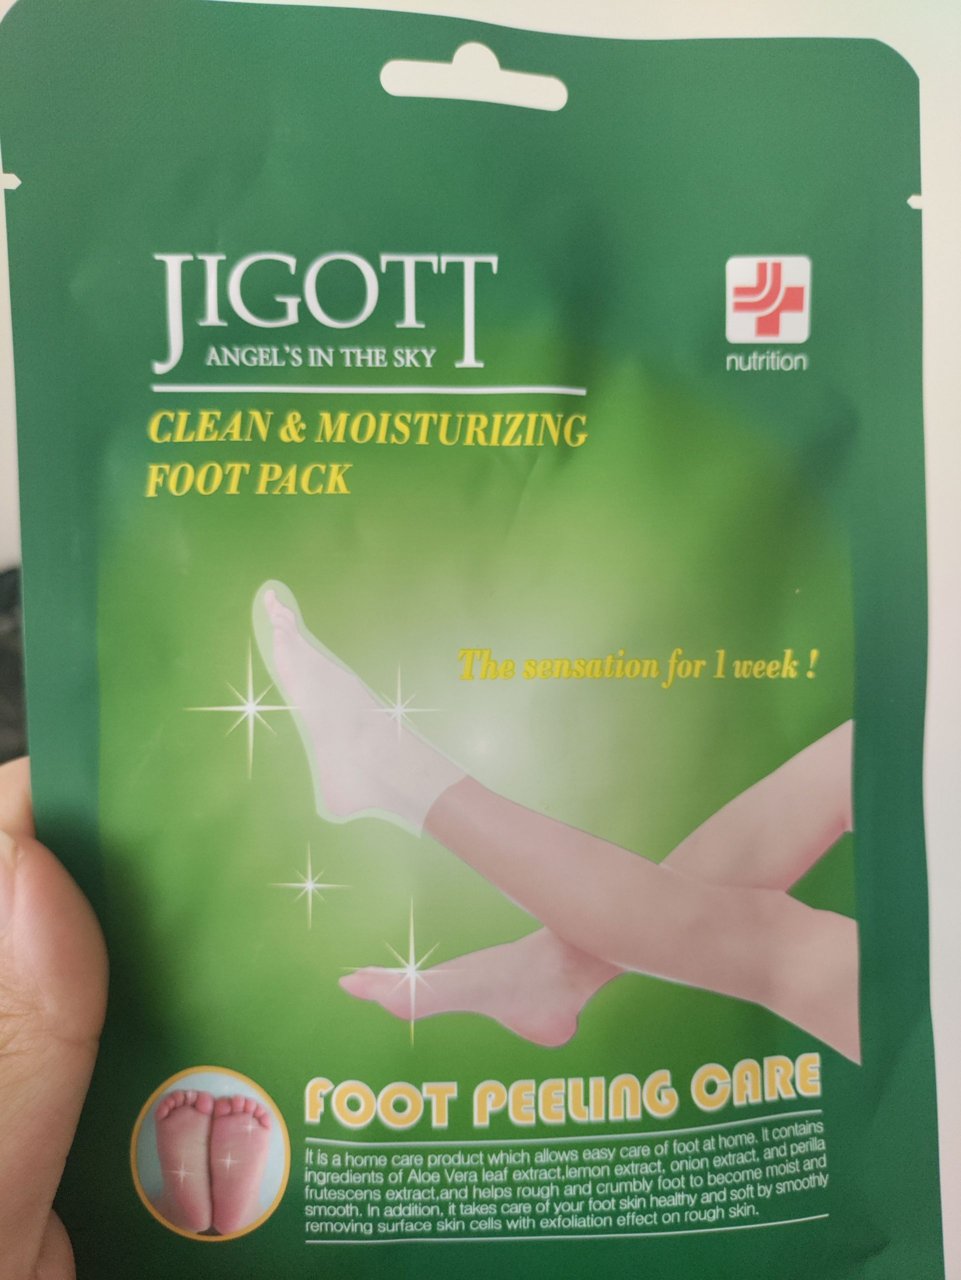 JIGOTT
ANGEL'S IN THE SKY
nutrition
CLEAN & MOISTURIZING
FOOT PACK
The sensation for 1 week !
FOOT PEELING CARE
It is a home care product which allows easy care of foot at home. It contains
ingredients of Aloe Vera leaf extract,lemon extract, onion extract, and perilla
frutescens extract,and helps rough and crumbly foot to become moist and
smooth. In addition, it takes care of your foot skin healthy and soft by smoothly
removing surface skin cells with exfoliation effect on rough skin.